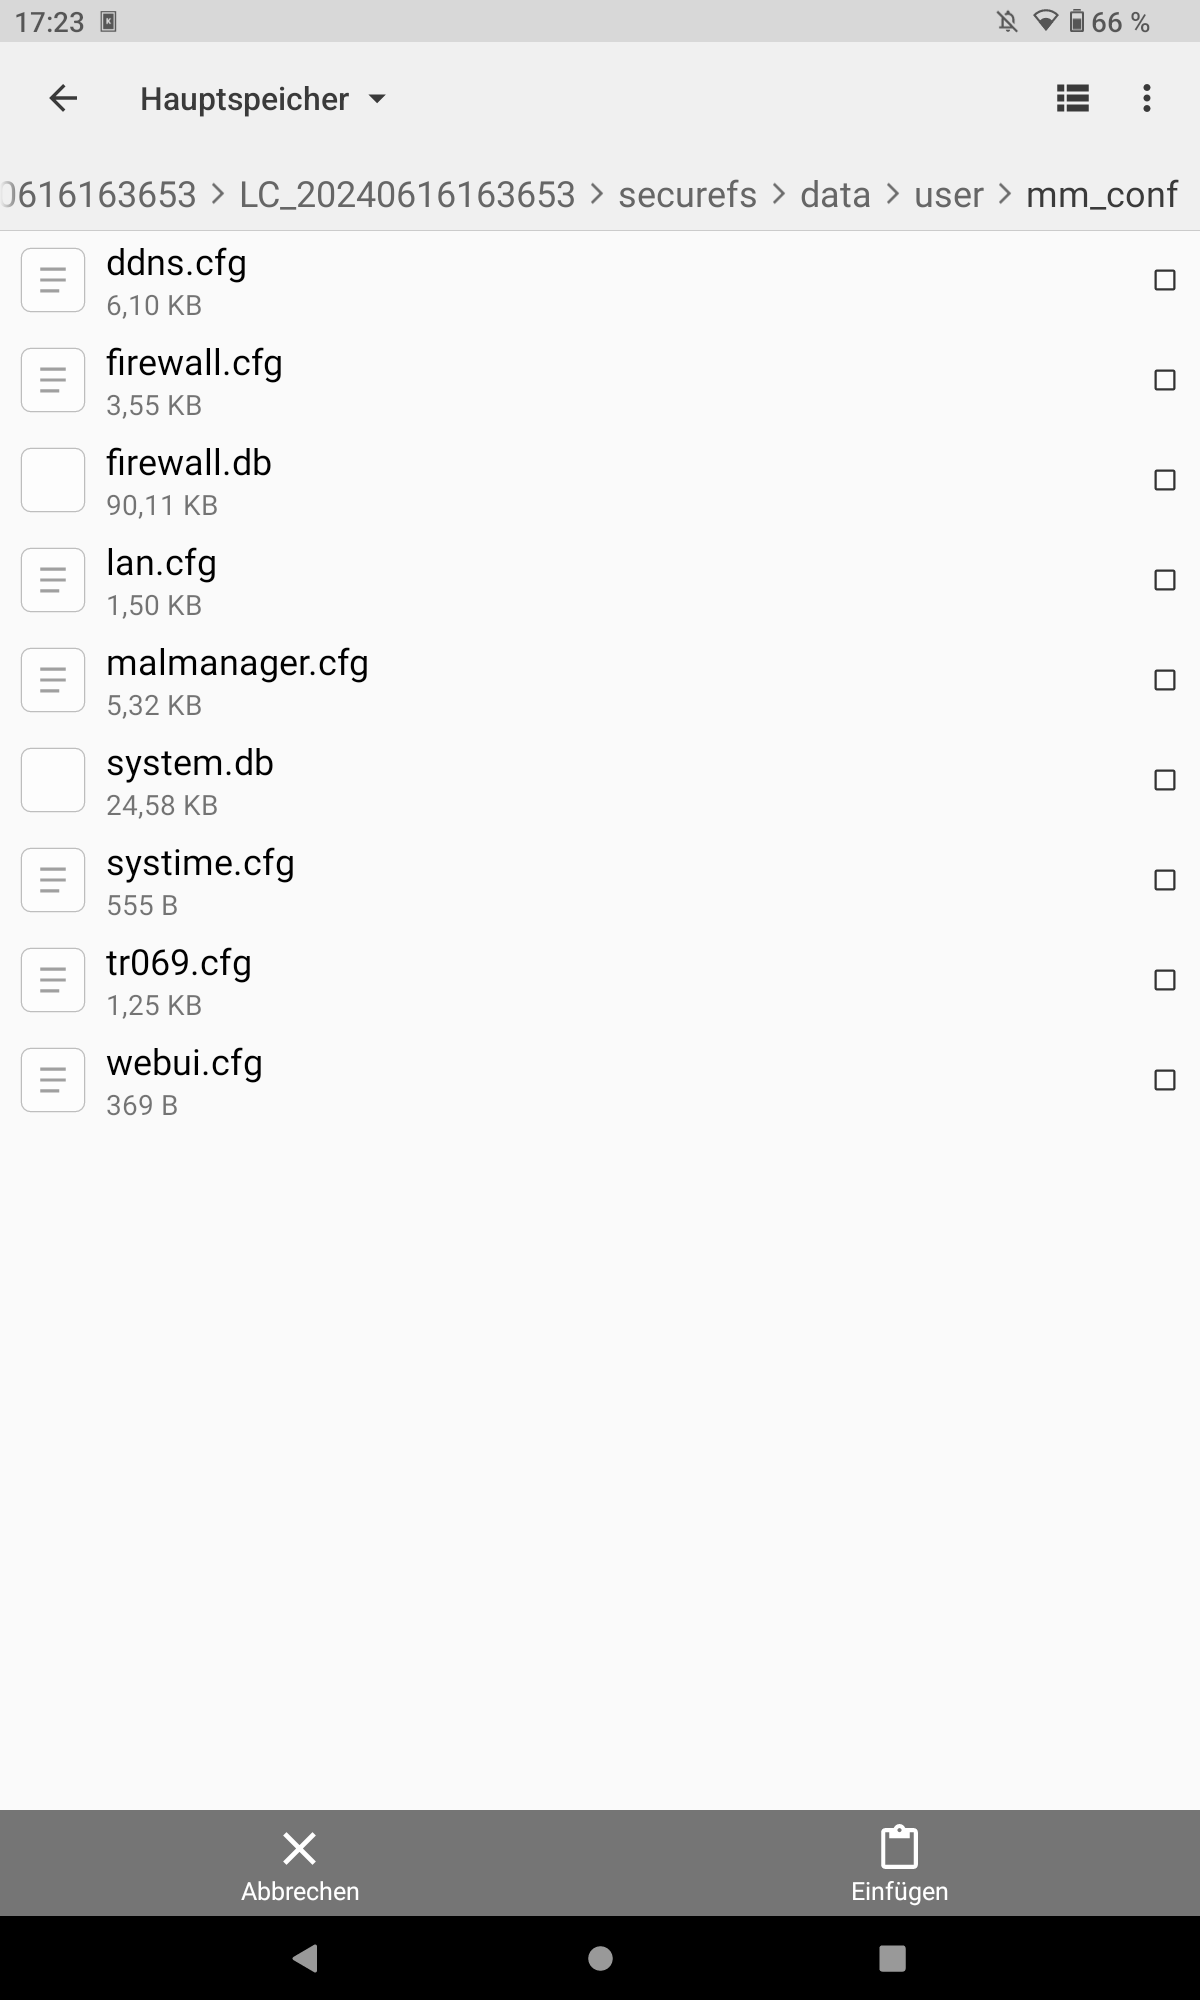 17:23 66 %
Hauptspeicher
0616163653 > LC_20240616163653 > securefs > data > user > mm_conf
ddns.cfg
6,10 KB
firewall.cfg
3,55 KB
firewall.db
90,11 KB
lan.cfg
1,50 KB
malmanager.cfg
5,32 KB
system.db
24,58 KB
systime.cfg
555 B
tr069.cfg
1,25 KB
webui.cfg
369 B
Abbrechen Einfügen